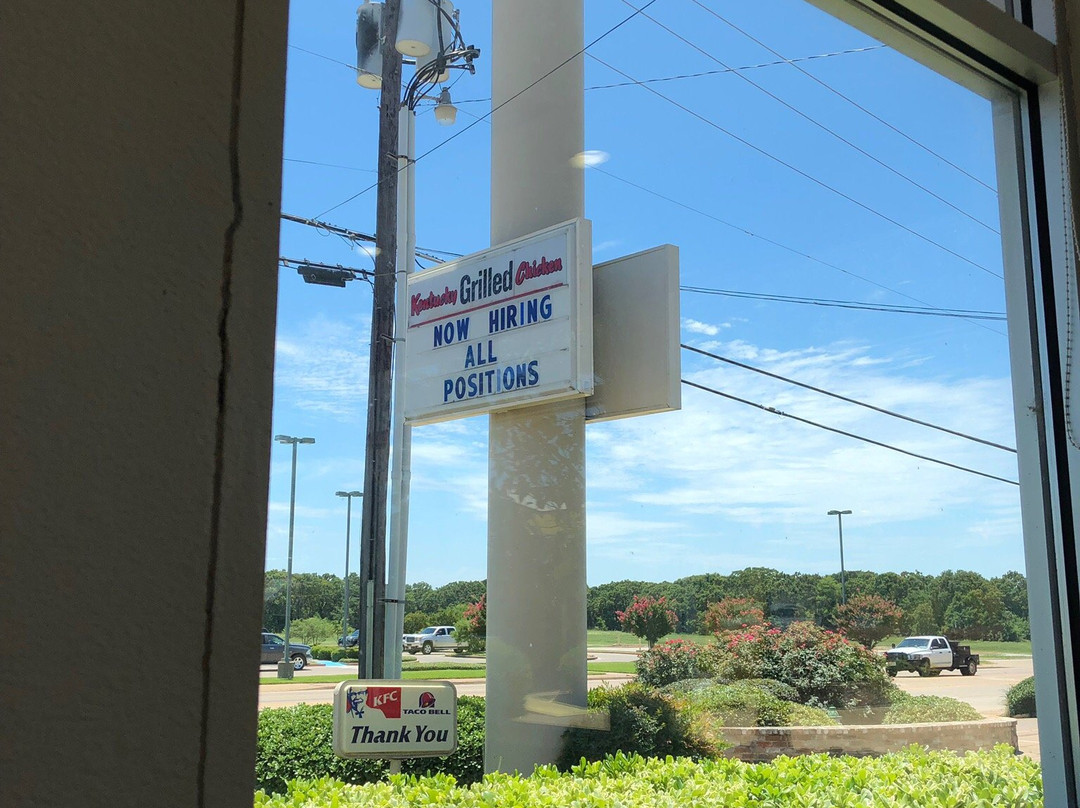 Kentucky Grilled Chicken
NOW HIRING
ALL
POSITIONS
KFC
TACO BELL
Thank You